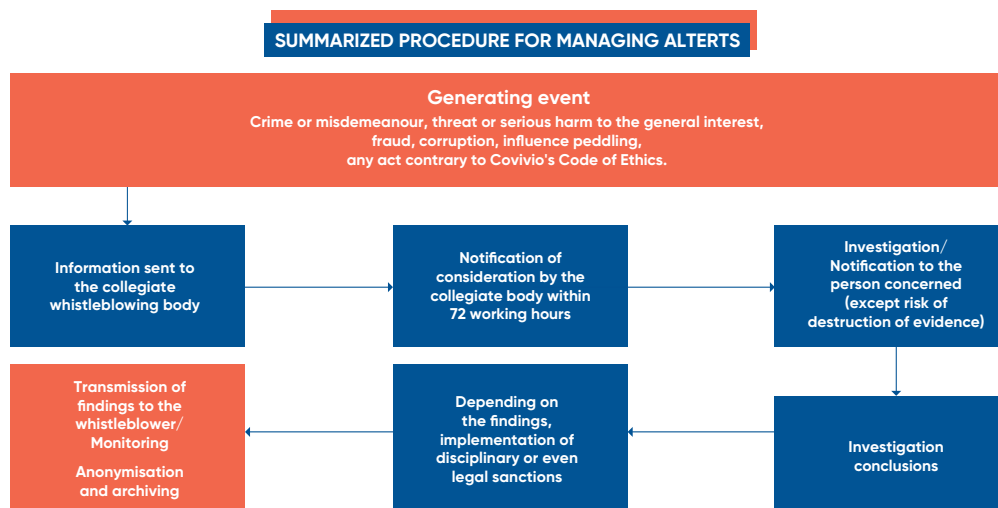 SUMMARIZED PROCEDURE FOR MANAGING ALTERTS
Generating event
Crime or misdemeanour, threat or serious harm to the general interest,
fraud, corruption, influence peddling,
any act contrary to Covivio's Code of Ethics.
Information sent to
the collegiate
whistleblowing body
Notification of
consideration by the
collegiate body within
72 working hours
Investigation/
Notification to the
person concerned
(except risk of
destruction of evidence)
Investigation
conclusions
Depending on
the findings,
implementation of
disciplinary or even
legal sanctions
Transmission of
findings to the
whistleblower/
Monitoring
Anonymisation
and archiving